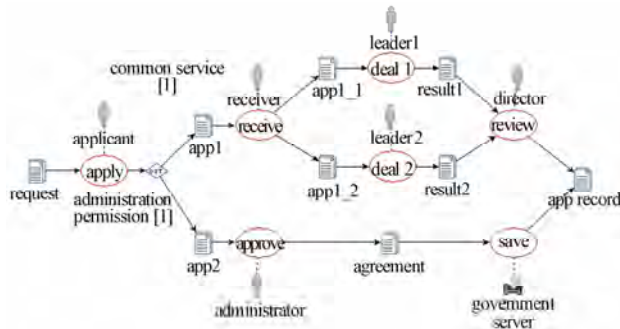 leader1
common service
[1]
deal 1
receiver
app1_1
result1
director
applicant
app1
receive
leader2
review
apply
deal 2
request
administration
permission [1]
app1_2
result2
app record
approve
save
app2
agreement
administrator
government
server